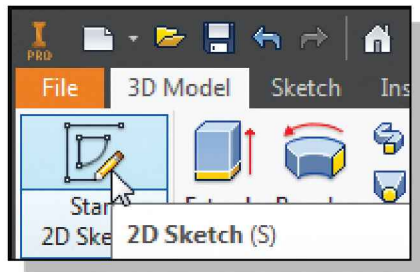 I
PRO
File 3D Model Sketch Ins
Star
2D Ske
2D Sketch (S)